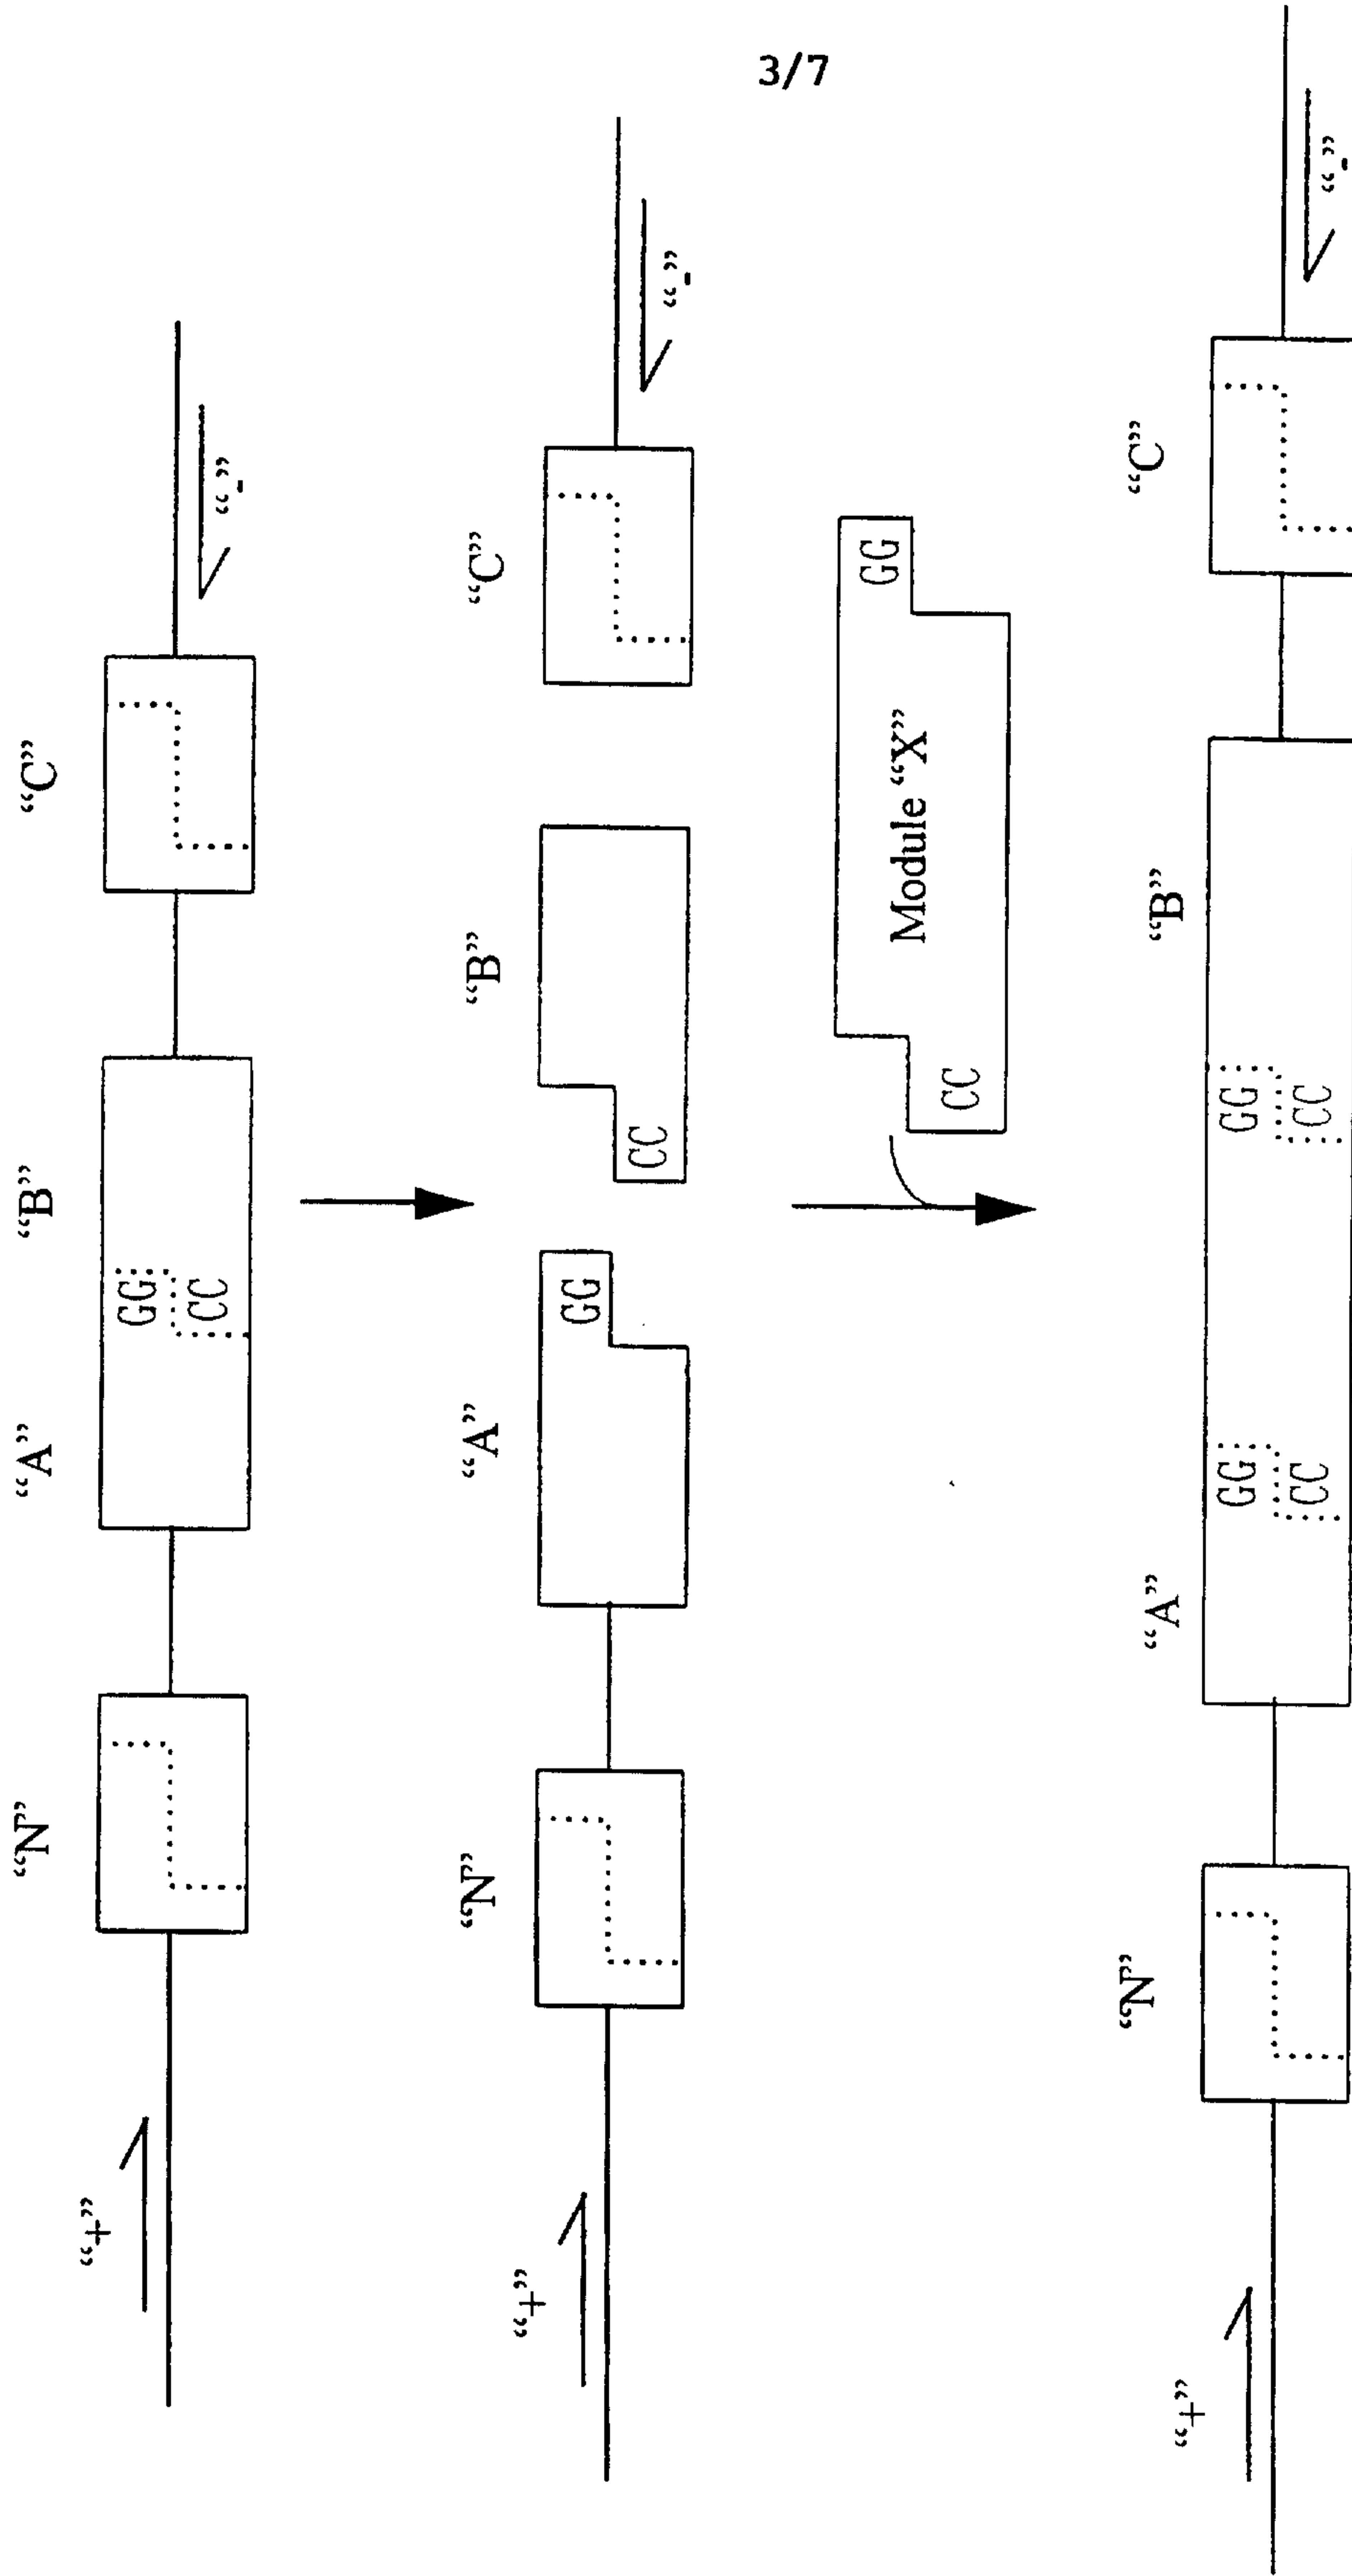 3/7
“N” “A” “B” “C”
“+”
GG
CC
“-”
“N” “A” “B” “C”
“+”
GG
CC
“-”
GG
Module “X”
CC
“N” “A” “B” “C”
“+”
GG GG
CC CC
“-”